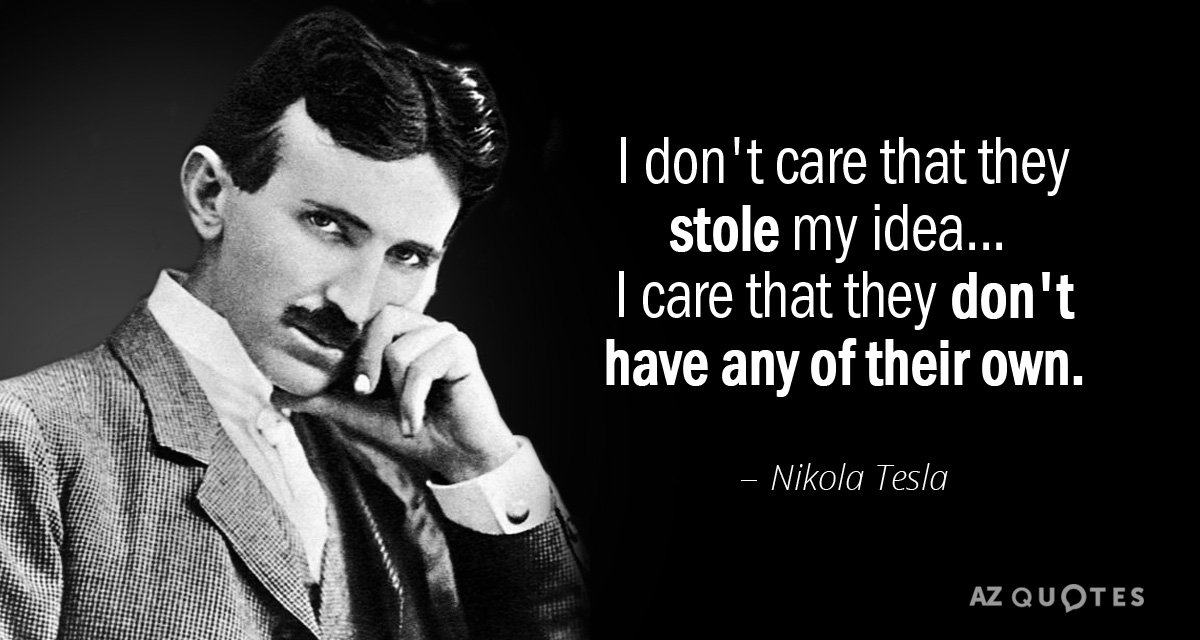 I don't care that they
stole my idea...
I care that they don't
have any of their own.
– Nikola Tesla
AZ QUOTES